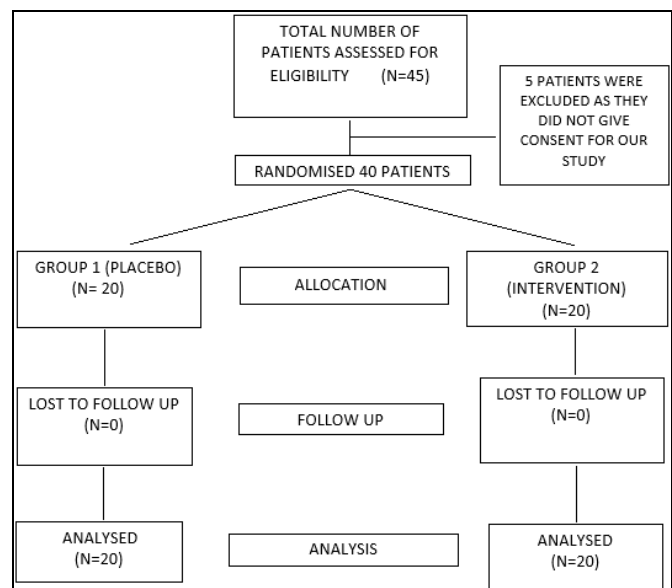 TOTAL NUMBER OF
PATIENTS ASSESSED FOR
ELIGIBILITY (N=45)
5 PATIENTS WERE
EXCLUDED AS THEY
DID NOT GIVE
CONSENT FOR OUR
STUDY
RANDOMISED 40 PATIENTS
GROUP 1 (PLACEBO)
(N= 20)
ALLOCATION
GROUP 2
(INTERVENTION)
(N=20)
LOST TO FOLLOW UP
(N=0)
FOLLOW UP
LOST TO FOLLOW UP
(N=0)
ANALYSED
(N=20)
ANALYSIS
ANALYSED
(N=20)